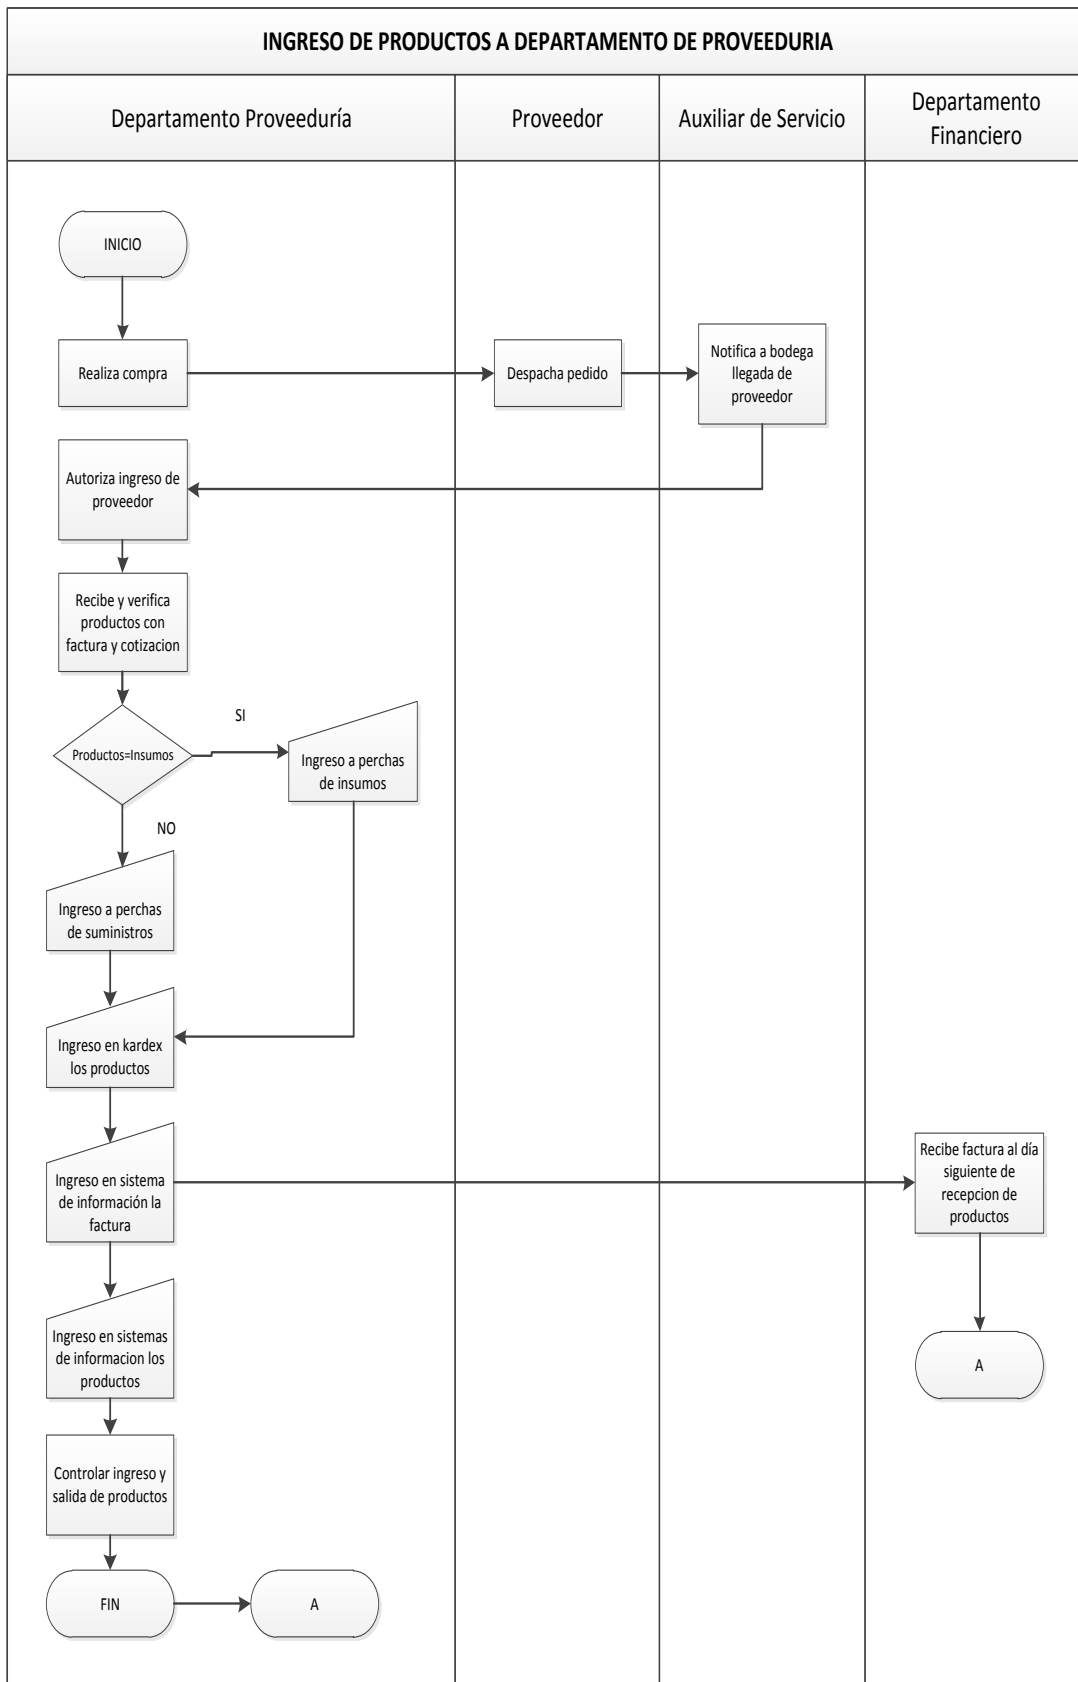 INGRESO DE PRODUCTOS A DEPARTAMENTO DE PROVEEDURIA
Departamento Proveeduría
Proveedor
Auxiliar de Servicio
Departamento
Financiero
INICIO
Realiza compra
Despacha pedido
Notifica a bodega
llegada de
proveedor
Autoriza ingreso de
proveedor
Recibe y verifica
productos con
factura y cotizacion
Productos=Insumos
SI
Ingreso a perchas
de insumos
NO
Ingreso a perchas
de suministros
Ingreso en kardex
los productos
Ingreso en sistema
de información la
factura
Recibe factura al día
siguiente de
recepcion de
productos
Ingreso en sistemas
de informacion los
productos
A
Controlar ingreso y
salida de productos
FIN
A